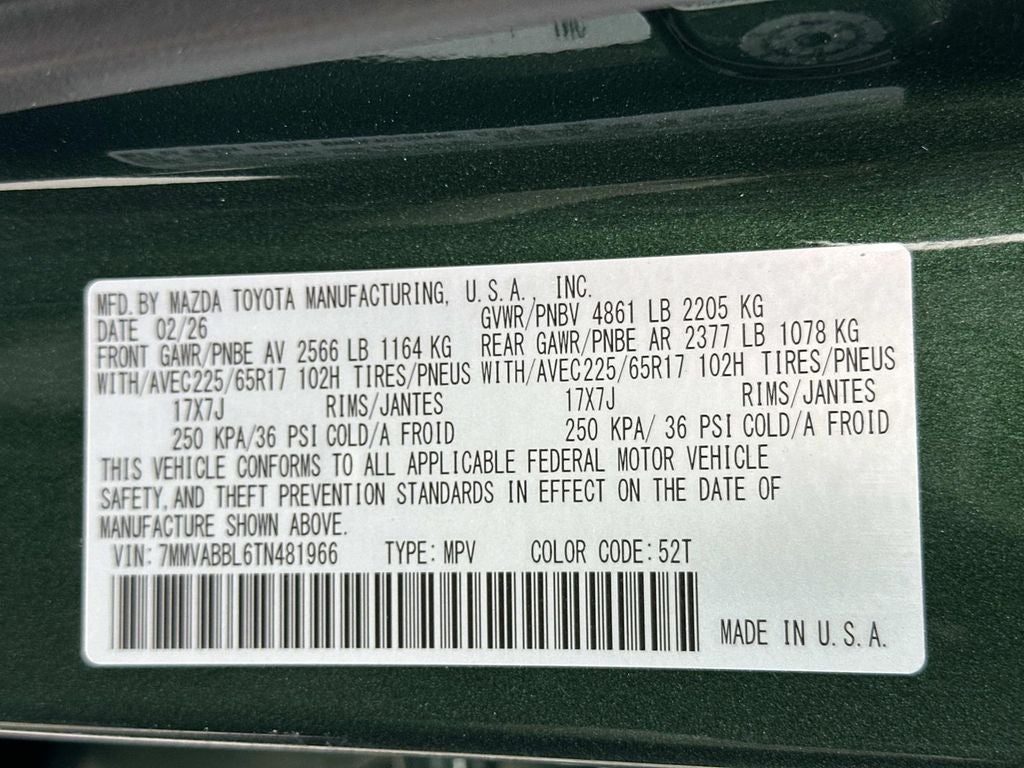 MFD. BY MAZDA TOYOTA MANUFACTURING, U.S.A., INC.
DATE 02/26 GVWR/PNBV 4861 LB 2205 KG
FRONT GAWR/PNBE AV 2566 LB 1164 KG REAR GAWR/PNBE AR 2377 LB 1078 KG
WITH/AVEC225/65R17 102H TIRES/PNEUS WITH/AVEC225/65R17 102H TIRES/PNEUS
17X7J RIMS/JANTES 17X7J RIMS/JANTES
250 KPA/36 PSI COLD/A FROID 250 KPA/ 36 PSI COLD/A FROID
THIS VEHICLE CONFORMS TO ALL APPLICABLE FEDERAL MOTOR VEHICLE
SAFETY, AND THEFT PREVENTION STANDARDS IN EFFECT ON THE DATE OF
MANUFACTURE SHOWN ABOVE.
VIN: 7MMVABBL6TN481966 TYPE: MPV COLOR CODE: 52T
MADE IN U.S.A.